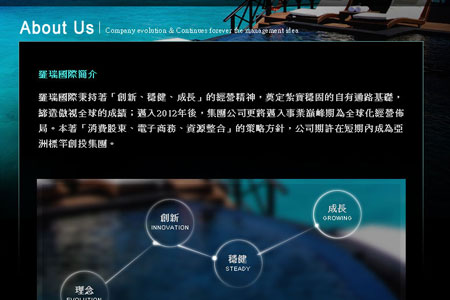 About Us
Company evolution & Continues forever the management idea
羅瑞國際簡介
羅瑞國際秉持著「創新、穩健、成長」的經營精神，奠定紮實穩固的自有通路基礎，
締造傲視全球的成績；邁入2012年後，集團公司更將邁入事業巔峰期為全球化經營佈
局。本著「消費股東、電子商務、資源整合」的策略方針，公司期許在短期內成為亞
洲標竿創投集團。
成長
GROWING
創新
INNOVATION
穩健
STEADY
理念
EVOLUTION